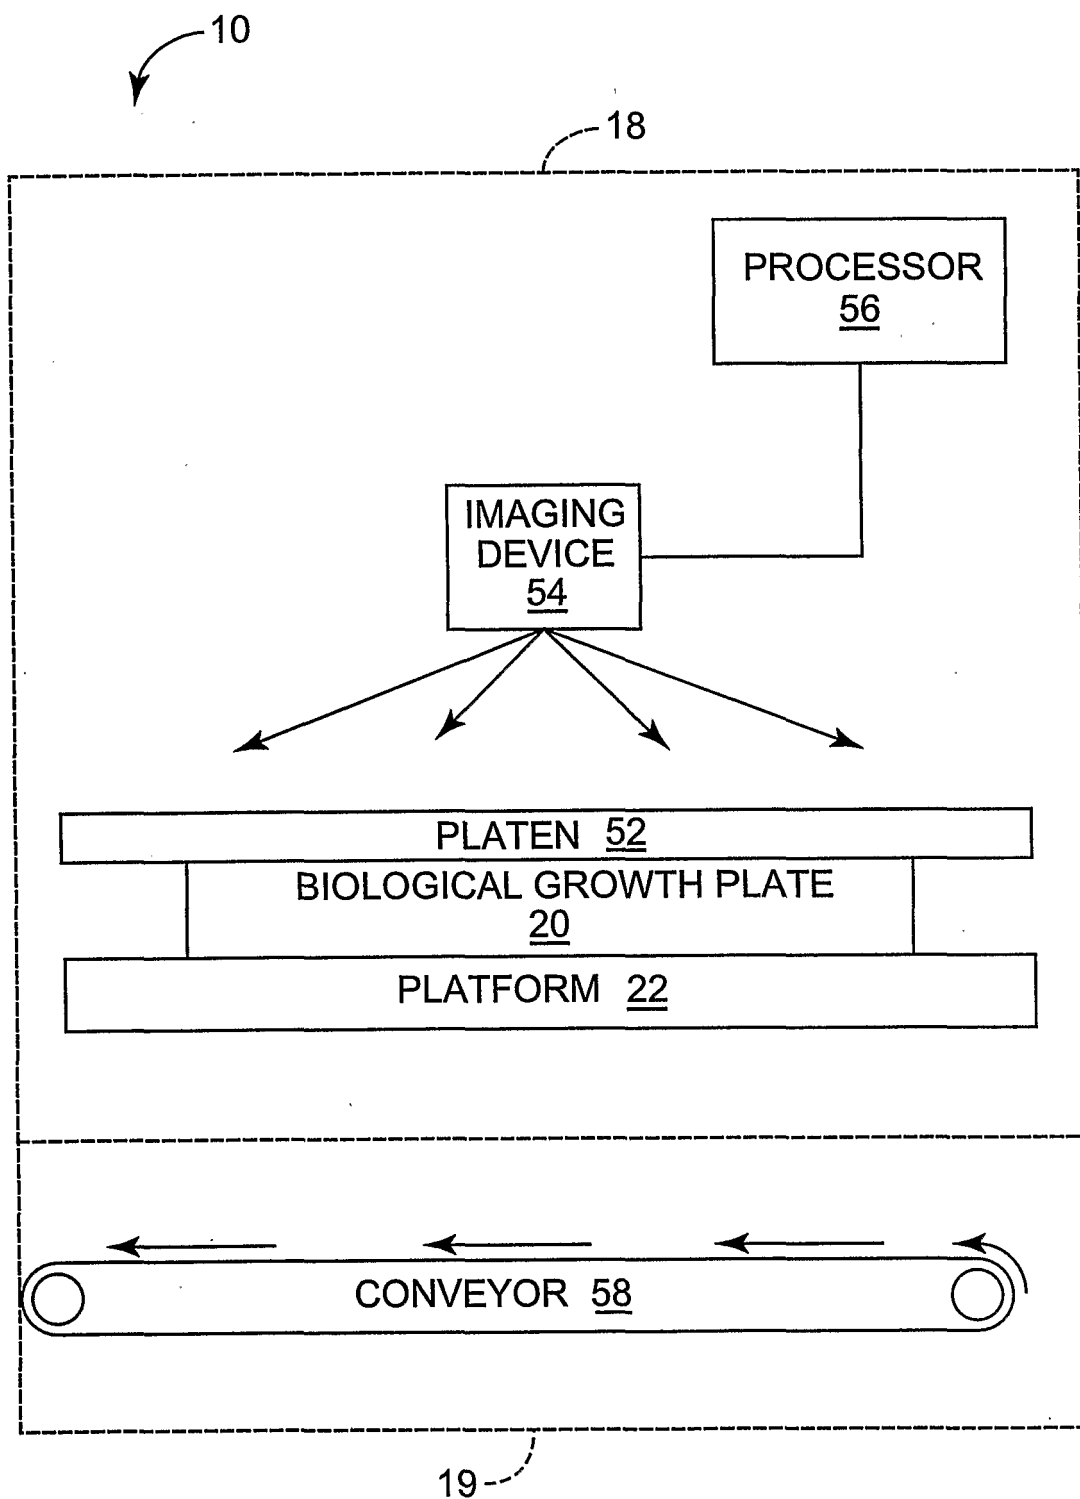 10
18
PROCESSOR
56
IMAGING
DEVICE
54
PLATEN 52
BIOLOGICAL GROWTH PLATE
20
PLATFORM 22
CONVEYOR 58
19